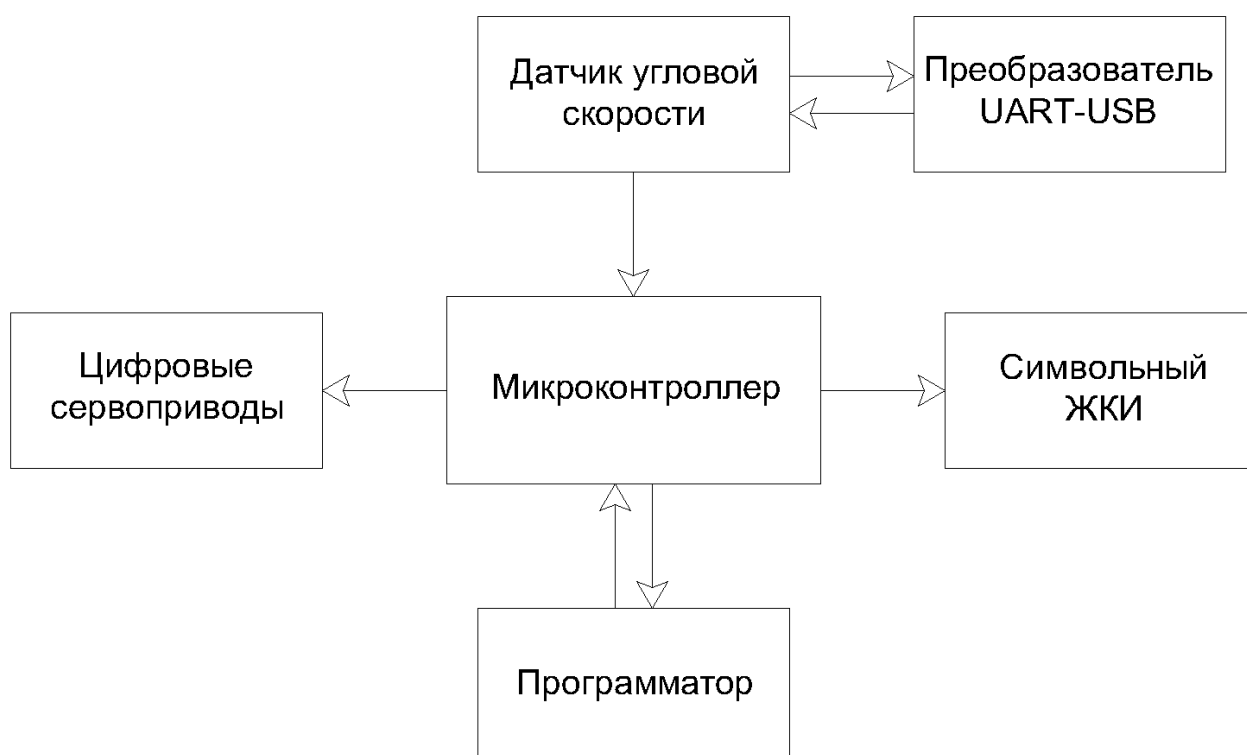 Датчик угловой
скорости
Преобразователь
UART-USB
Цифровые
сервоприводы
Микроконтроллер
Символьный
ЖКИ
Программатор